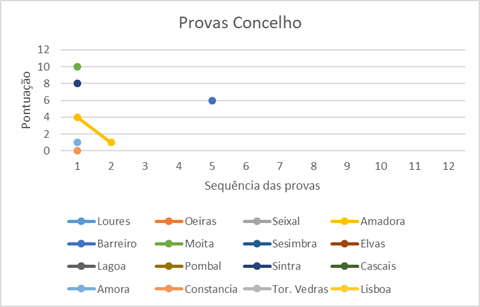 Provas Concelho
Pontuação
12
10
8
6
4
2
0
1 2 3 4 5 6 7 8 9 10 11 12
Sequência das provas
Loures Oeiras Seixal Amadora
Barreiro Moita Sesimbra Elvas
Lagoa Pombal Sintra Cascais
Amora Constancia Tor. Vedras Lisboa